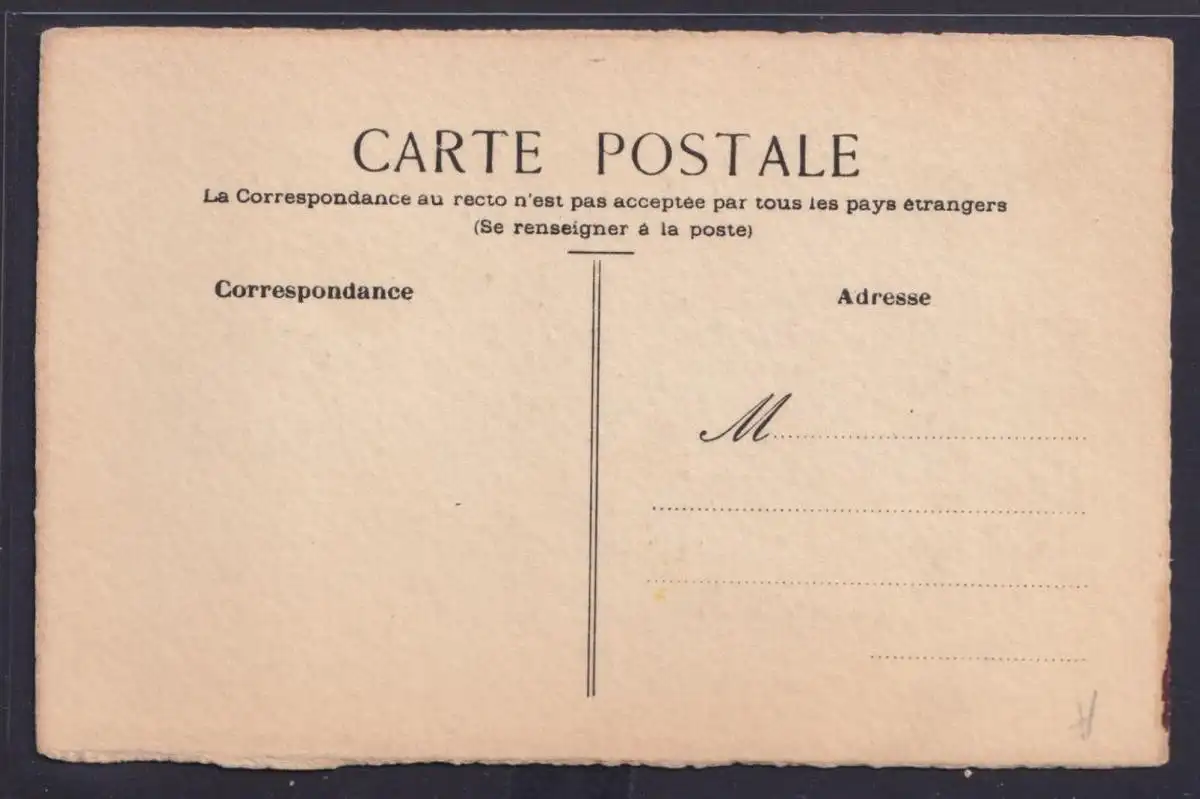 CARTE POSTALE
La Correspondance au recto n'est pas acceptée par tous les pays étrangers
(Se renseigner à la poste)
Correspondance
Adresse
M